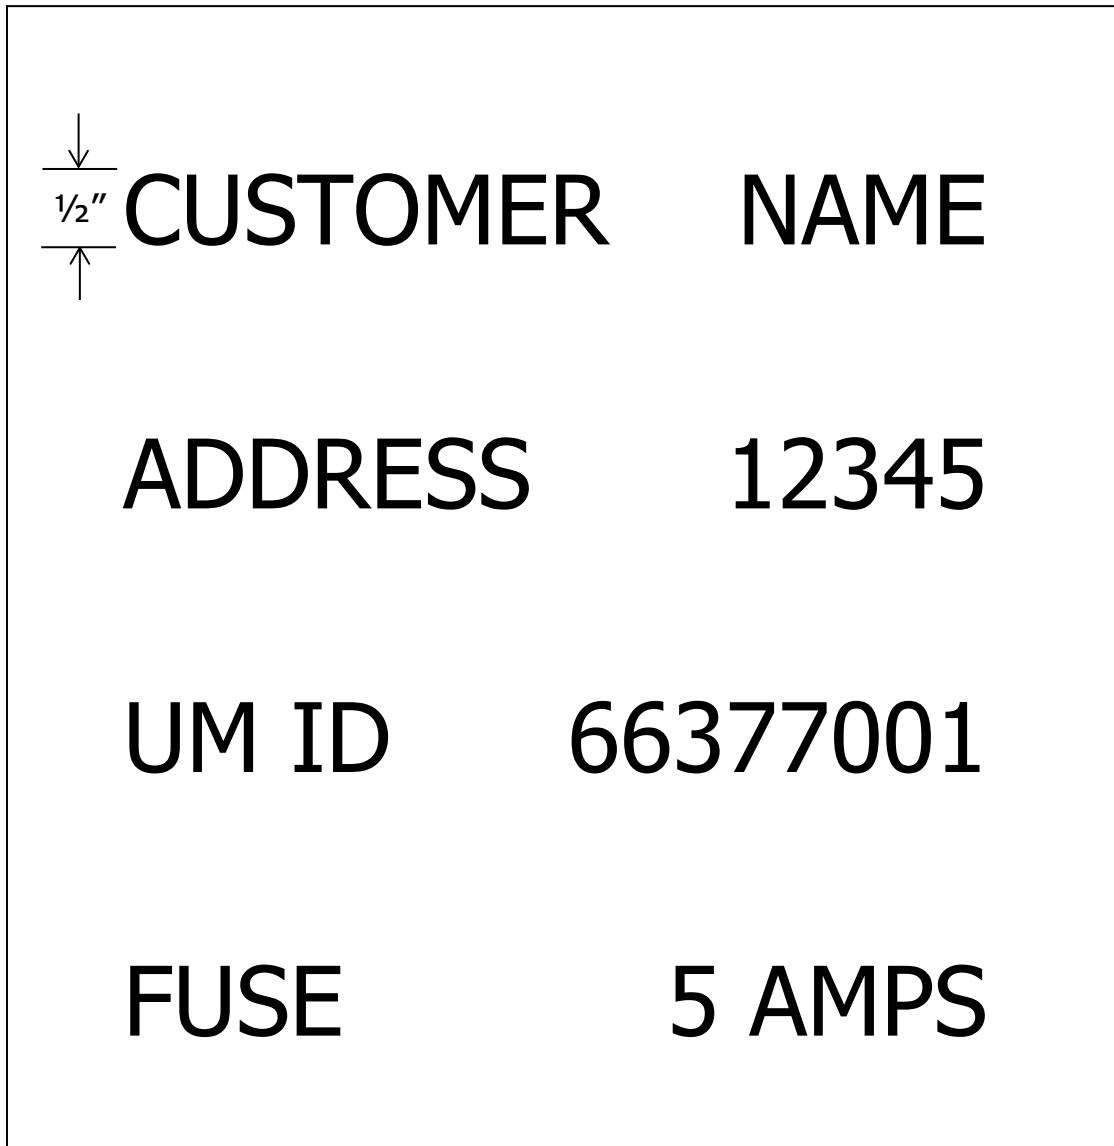 ½" CUSTOMER NAME
ADDRESS 12345
UM ID 66377001
FUSE 5 AMPS